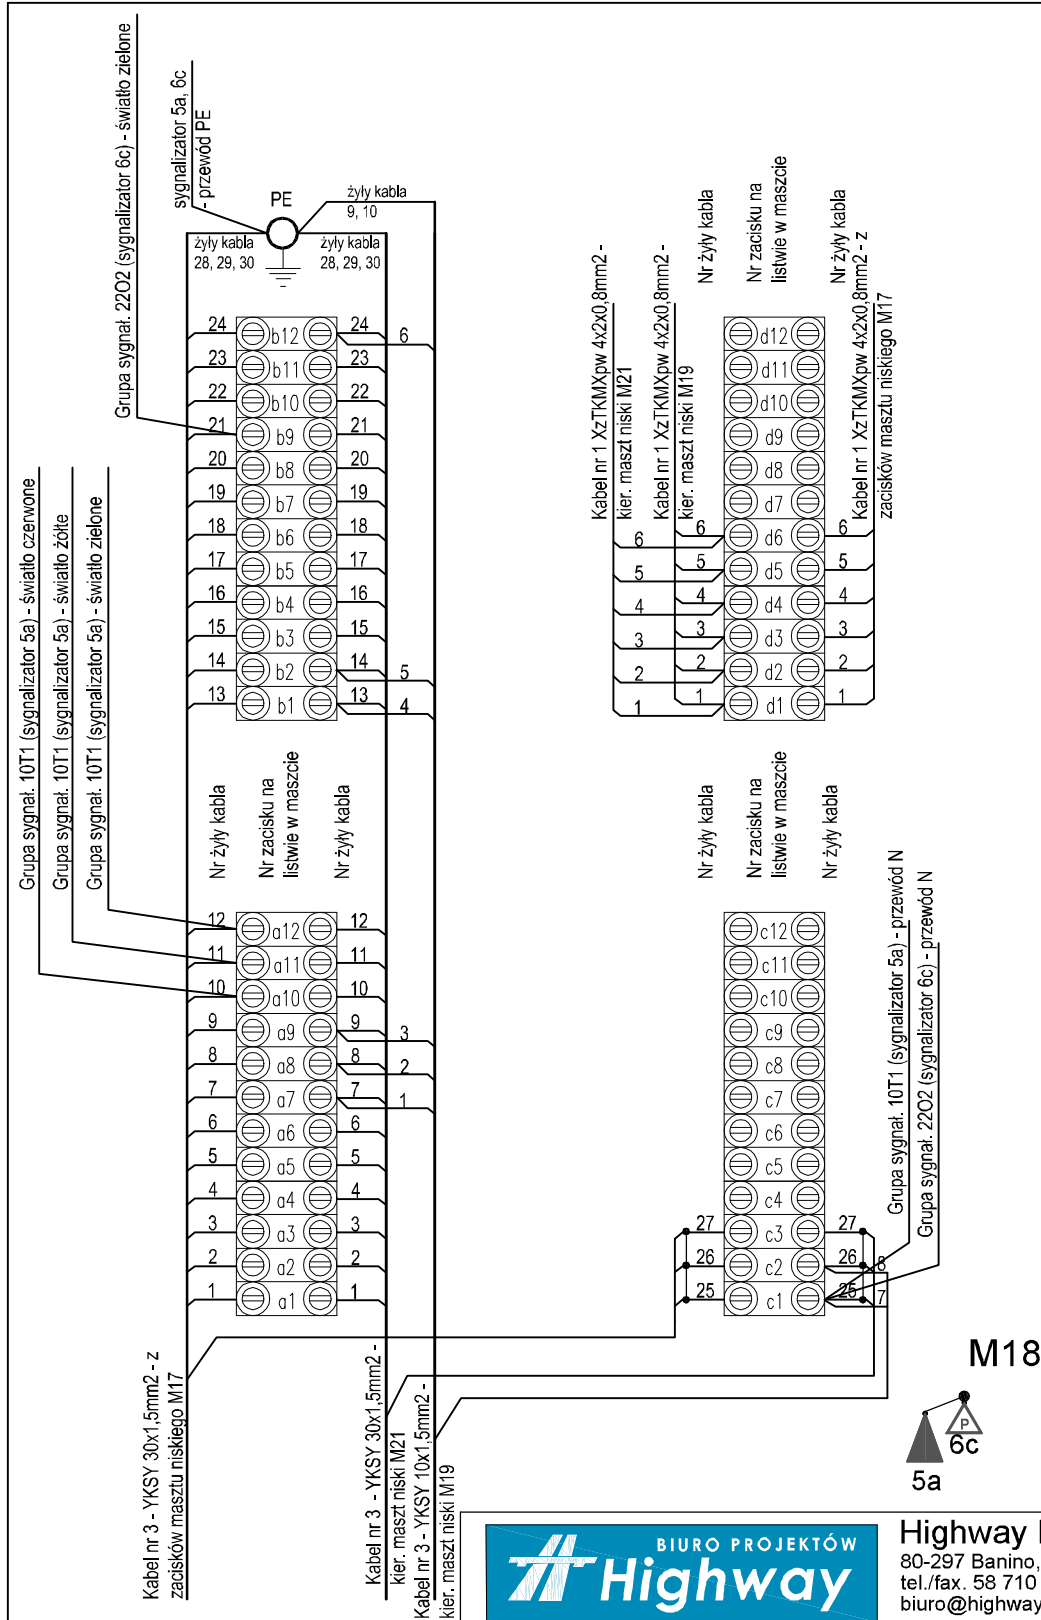 Grupa sygnał. 22O2 (sygnalizator 6c) - światło zielone
sygnalizator 5a, 6c
- przewód PE
PE
żyły kabla
9, 10
żyły kabla
28, 29, 30
żyły kabla
28, 29, 30
24 b12 24 6
23 b11 23
22 b10 22
21 b9 21
20 b8 20
19 b7 19
18 b6 18
17 b5 17
16 b4 16
15 b3 15
14 b2 14 5
13 b1 13 4
Kabel nr 1 XzTKMXpw 4x2x0,8mm2 -
kier. maszt niski M21
Kabel nr 1 XzTKMXpw 4x2x0,8mm2 -
kier. maszt niski M19
Nr żyły kabla
Nr zacisku na
listwie w maszcie
Nr żyły kabla
Kabel nr 1 XzTKMXpw 4x2x0,8mm2 - z
zacisków masztu niskiego M17
d12
d11
d10
d9
d8
d7
6 6 d6 6
5 5 d5 5
4 4 d4 4
3 3 d3 3
2 2 d2 2
1 1 d1 1
Grupa sygnał. 10T1 (sygnalizator 5a) - światło czerwone
Grupa sygnał. 10T1 (sygnalizator 5a) - światło żółte
Grupa sygnał. 10T1 (sygnalizator 5a) - światło zielone
Nr żyły kabla
Nr zacisku na
listwie w maszcie
Nr żyły kabla
12 a12 12
11 a11 11
10 a10 10
9 a9 9 3
8 a8 8 2
7 a7 7 1
6 a6 6
5 a5 5
4 a4 4
3 a3 3
2 a2 2
1 a1 1
Nr żyły kabla
Nr zacisku na
listwie w maszcie
Nr żyły kabla
c12
c11
c10
c9
c8
c7
c6
c5
c4
27 c3 27
26 c2 26 8
25 c1 25 7
Grupa sygnał. 10T1 (sygnalizator 5a) - przewód N
Grupa sygnał. 22O2 (sygnalizator 6c) - przewód N
Kabel nr 3 - YKSY 30x1,5mm2 - z
zacisków masztu niskiego M17
Kabel nr 3 - YKSY 30x1,5mm2 -
kier. maszt niski M21
Kabel nr 3 - YKSY 10x1,5mm2 -
kier. maszt niski M19
M18
P
6c
5a
BIURO PROJEKTÓW
Highway
Highway
80-297 Banino,
tel./fax. 58 710
biuro@highway